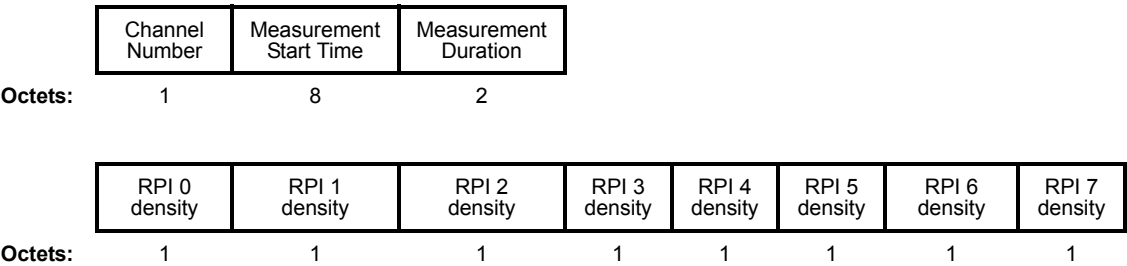 Channel Number Measurement Start Time Measurement Duration
Octets: 1 8 2
RPI 0 density RPI 1 density RPI 2 density RPI 3 density RPI 4 density RPI 5 density RPI 6 density RPI 7 density
Octets: 1 1 1 1 1 1 1 1